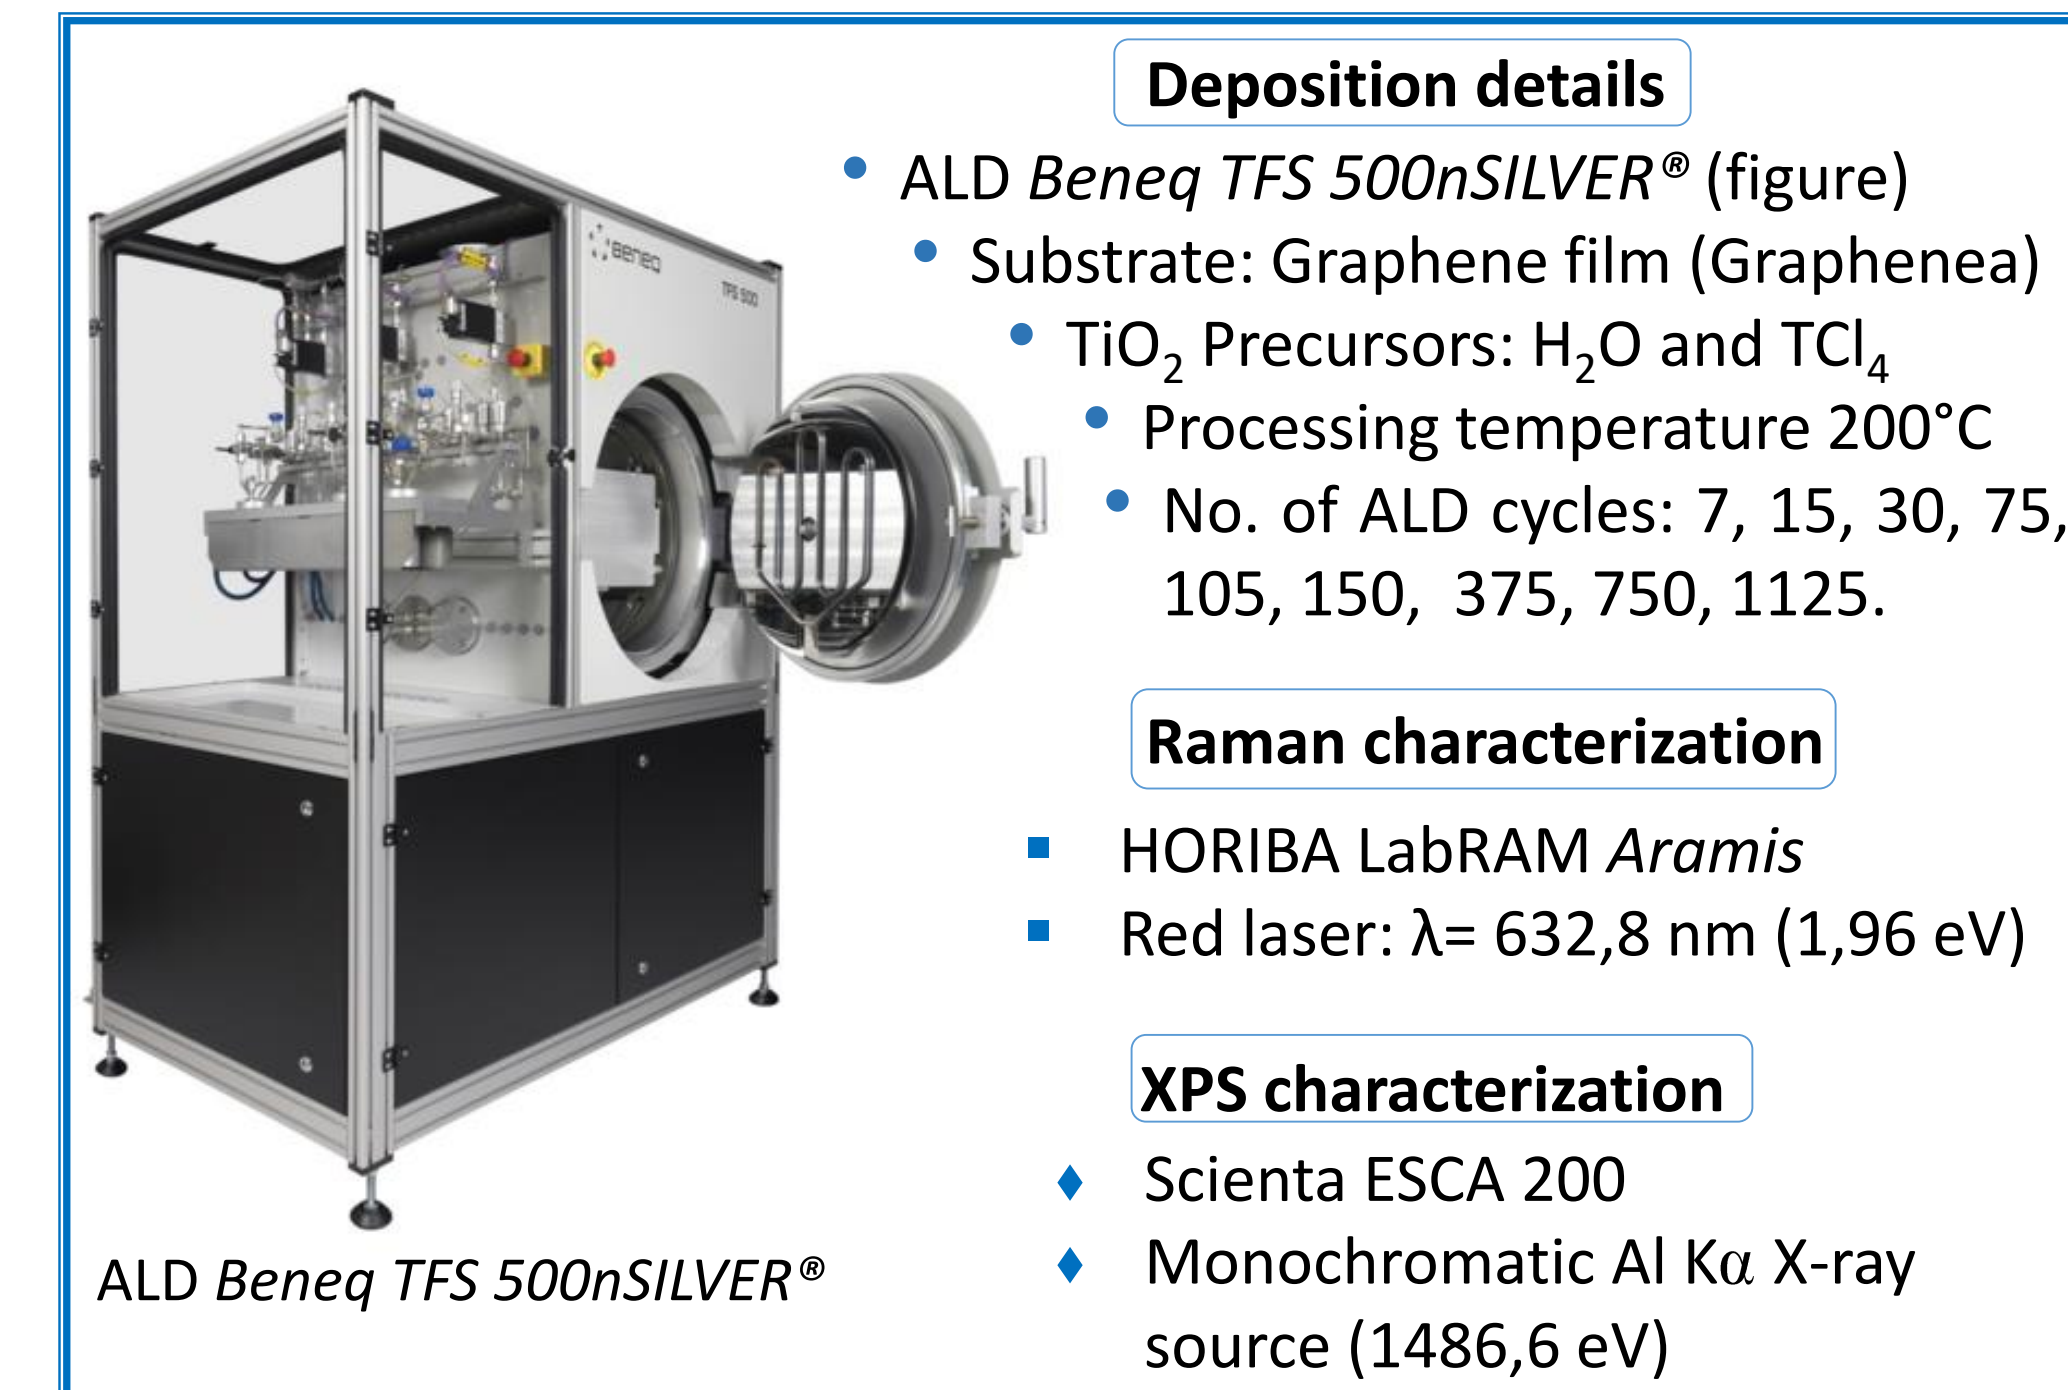 Deposition details
• ALD Beneq TFS 500nSILVER® (figure)
• Substrate: Graphene film (Graphenea)
• TiO₂ Precursors: H₂O and TCl₄
• Processing temperature 200°C
• No. of ALD cycles: 7, 15, 30, 75,
105, 150, 375, 750, 1125.
Beneq
TFS 500
Raman characterization
▪ HORIBA LabRAM Aramis
▪ Red laser: λ= 632,8 nm (1,96 eV)
XPS characterization
♦ Scienta ESCA 200
♦ Monochromatic Al Kα X-ray
source (1486,6 eV)
ALD Beneq TFS 500nSILVER®